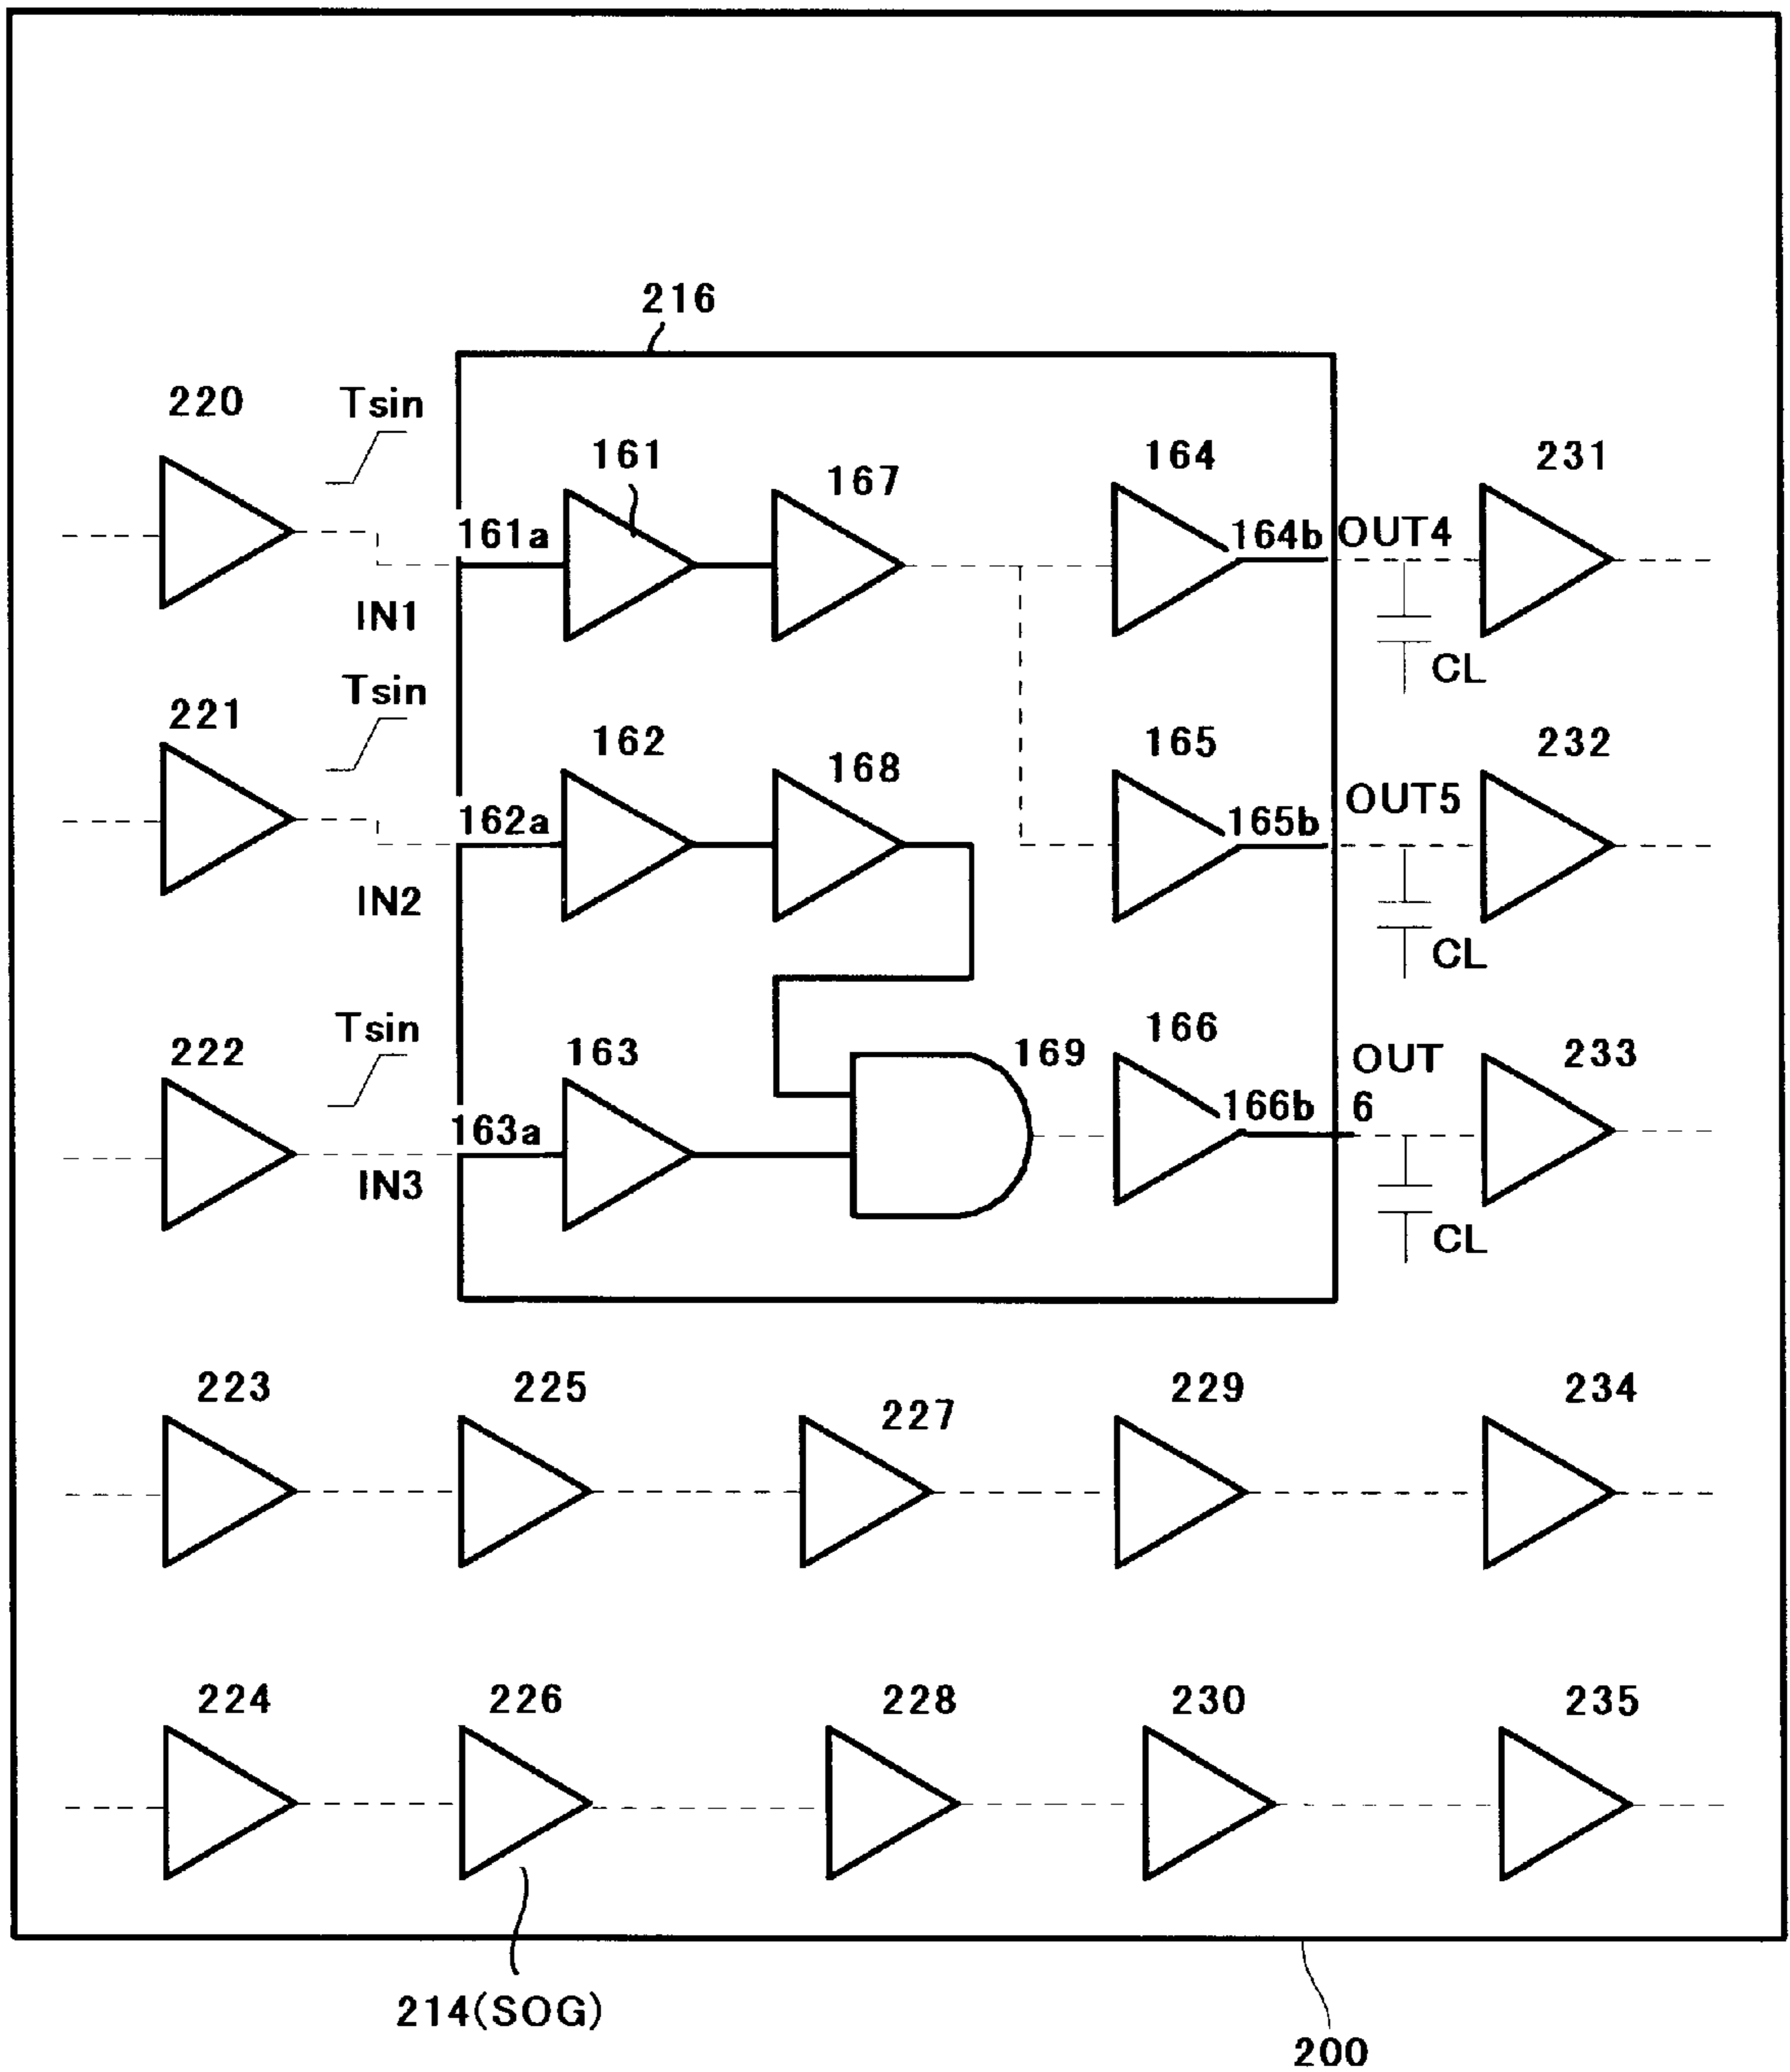 216
220
Tsin
161
167
164
231
161a
164b
OUT4
IN1
CL
221
Tsin
162
168
165
232
162a
165b
OUT5
IN2
CL
222
Tsin
163
169
166
OUT
6
233
163a
166b
IN3
CL
223
225
227
229
234
224
226
228
230
235
214(SOG)
200